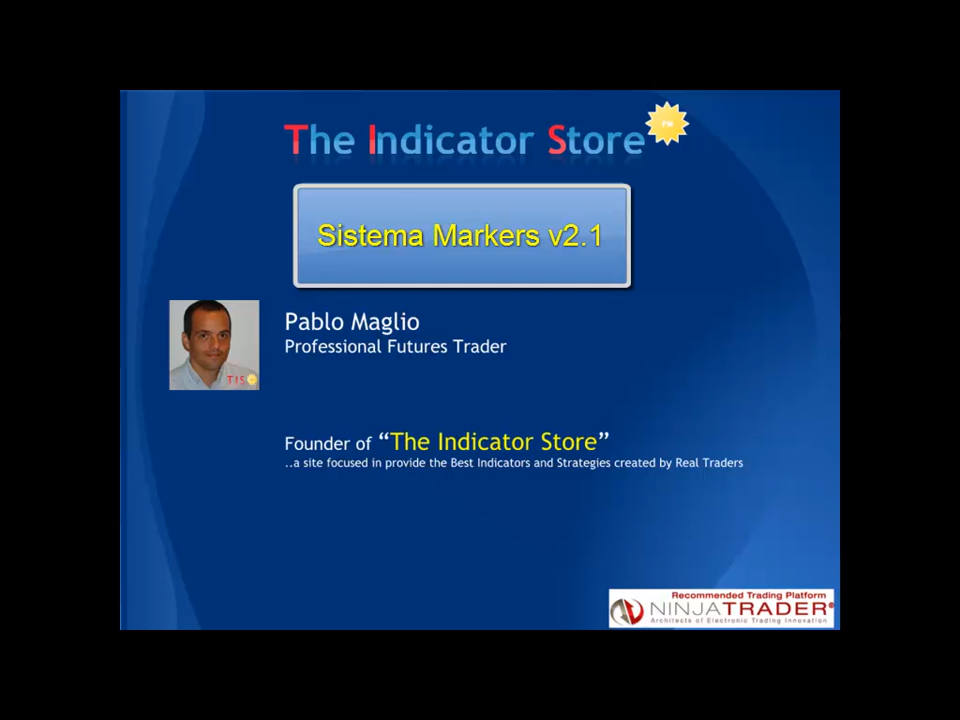 The Indicator Store
Sistema Markers v2.1
Pablo Maglio
Professional Futures Trader
TIS
Founder of “The Indicator Store”
..a site focused in provide the Best Indicators and Strategies created by Real Traders
Recommended Trading Platform
NINJATRADER®
Architects of Electronic Trading Innovation